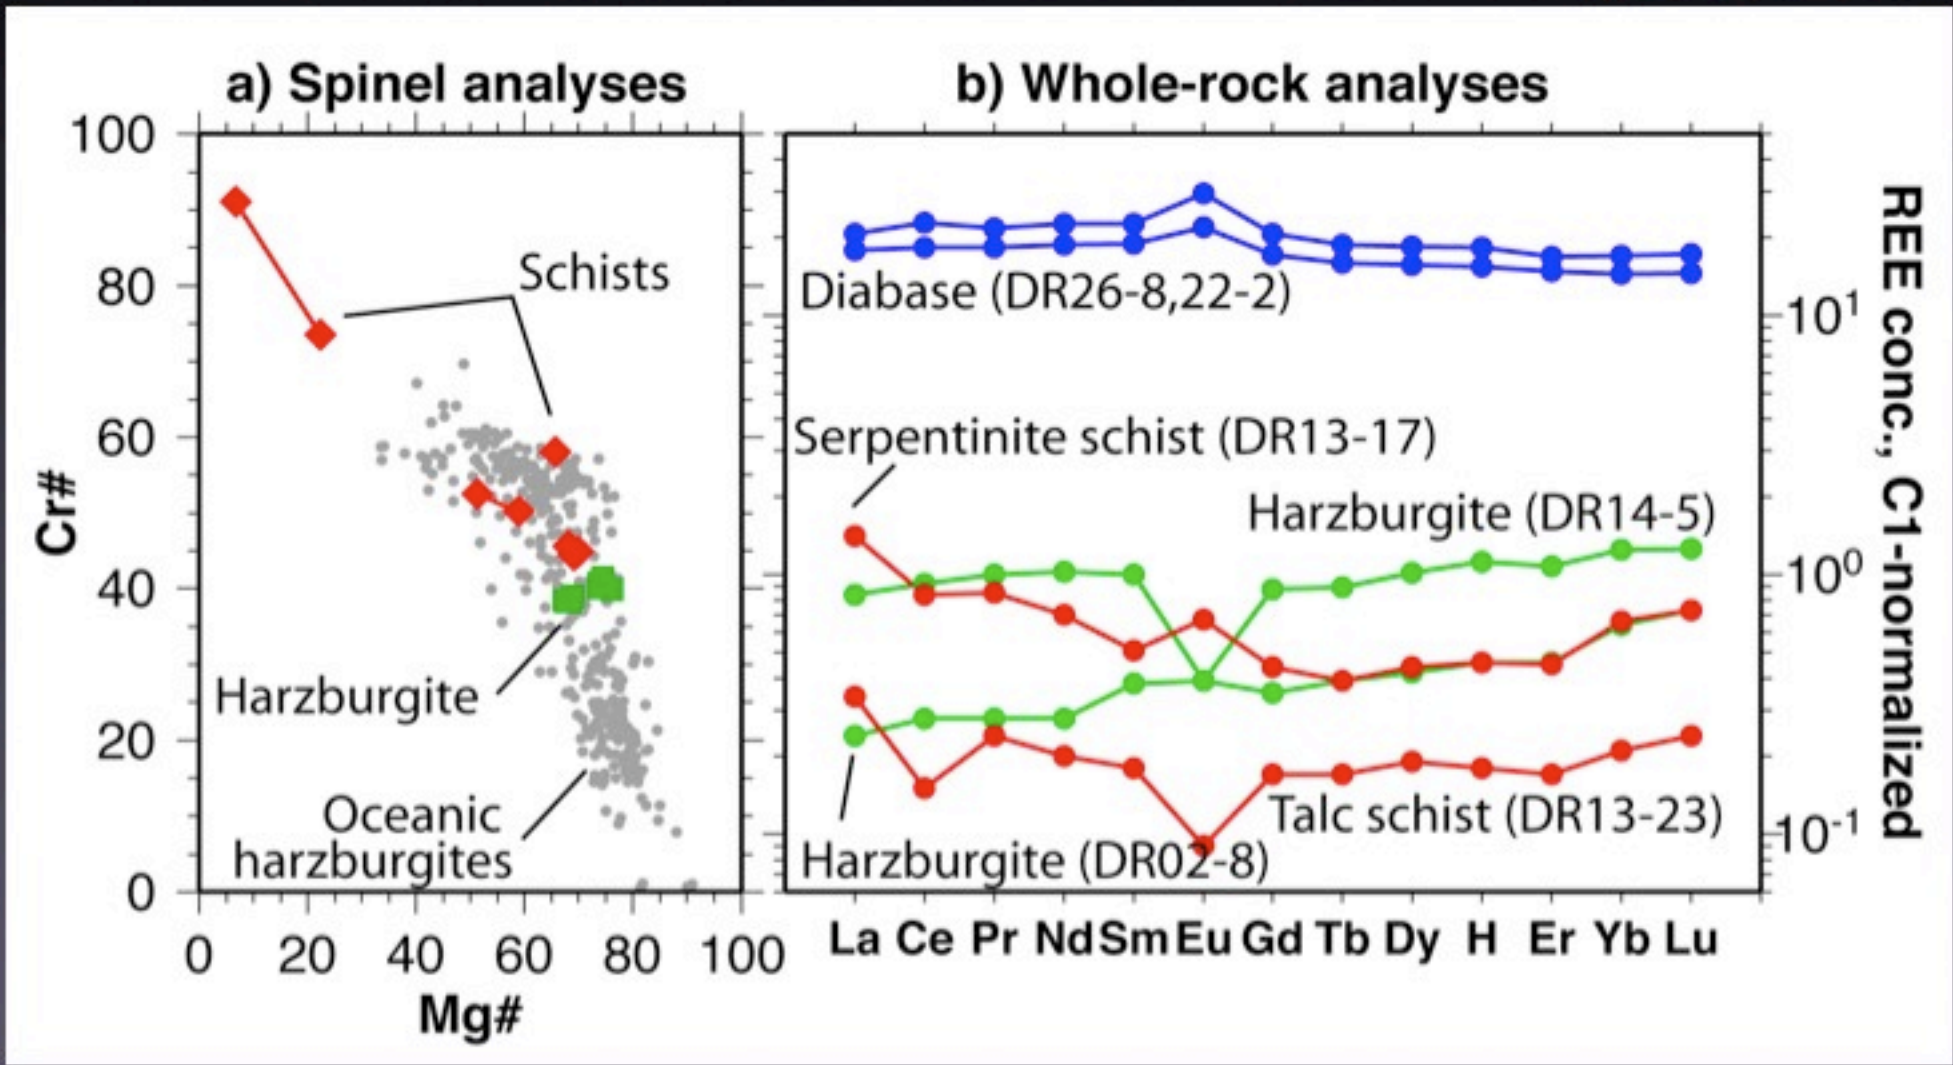 a) Spinel analyses
100
80
60
40
20
0
Cr#
0 20 40 60 80 100
Mg#
Schists
Harzburgite
Oceanic
harzburgites
b) Whole-rock analyses
Diabase (DR26-8,22-2)
Serpentinite schist (DR13-17)
Harzburgite (DR14-5)
Talc schist (DR13-23)
Harzburgite (DR02-8)
La Ce Pr Nd Sm Eu Gd Tb Dy H Er Yb Lu
10¹
10⁰
10⁻¹
REE conc., C1-normalized